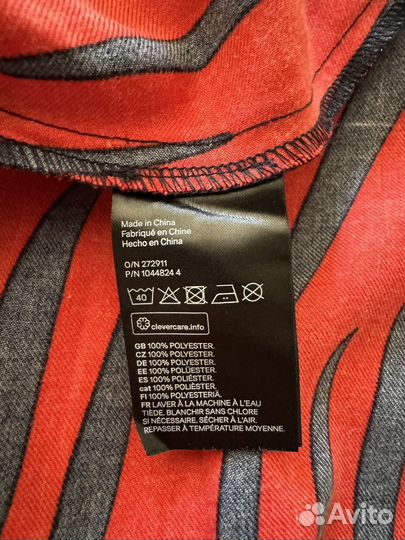 Made in China
Fabriqué en Chine
Hecho en China
O/N 272911
P/N 1044824 4
40
clevercare.info
GB 100% POLYESTER.
CZ 100% POLYESTER.
DE 100% POLYESTER.
EE 100% POLÜESTER.
ES 100% POLIÉSTER.
cat 100% POLIÈSTER.
FI 100% POLYESTERIÄ.
FR LAVER À LA MACHINE À L'EAU
TIÈDE. BLANCHIR SANS CHLORE
SI NÉCESSAIRE. SÉCHER À L'AIR.
REPASSER À TEMPÉRATURE MOYENNE.
Avito